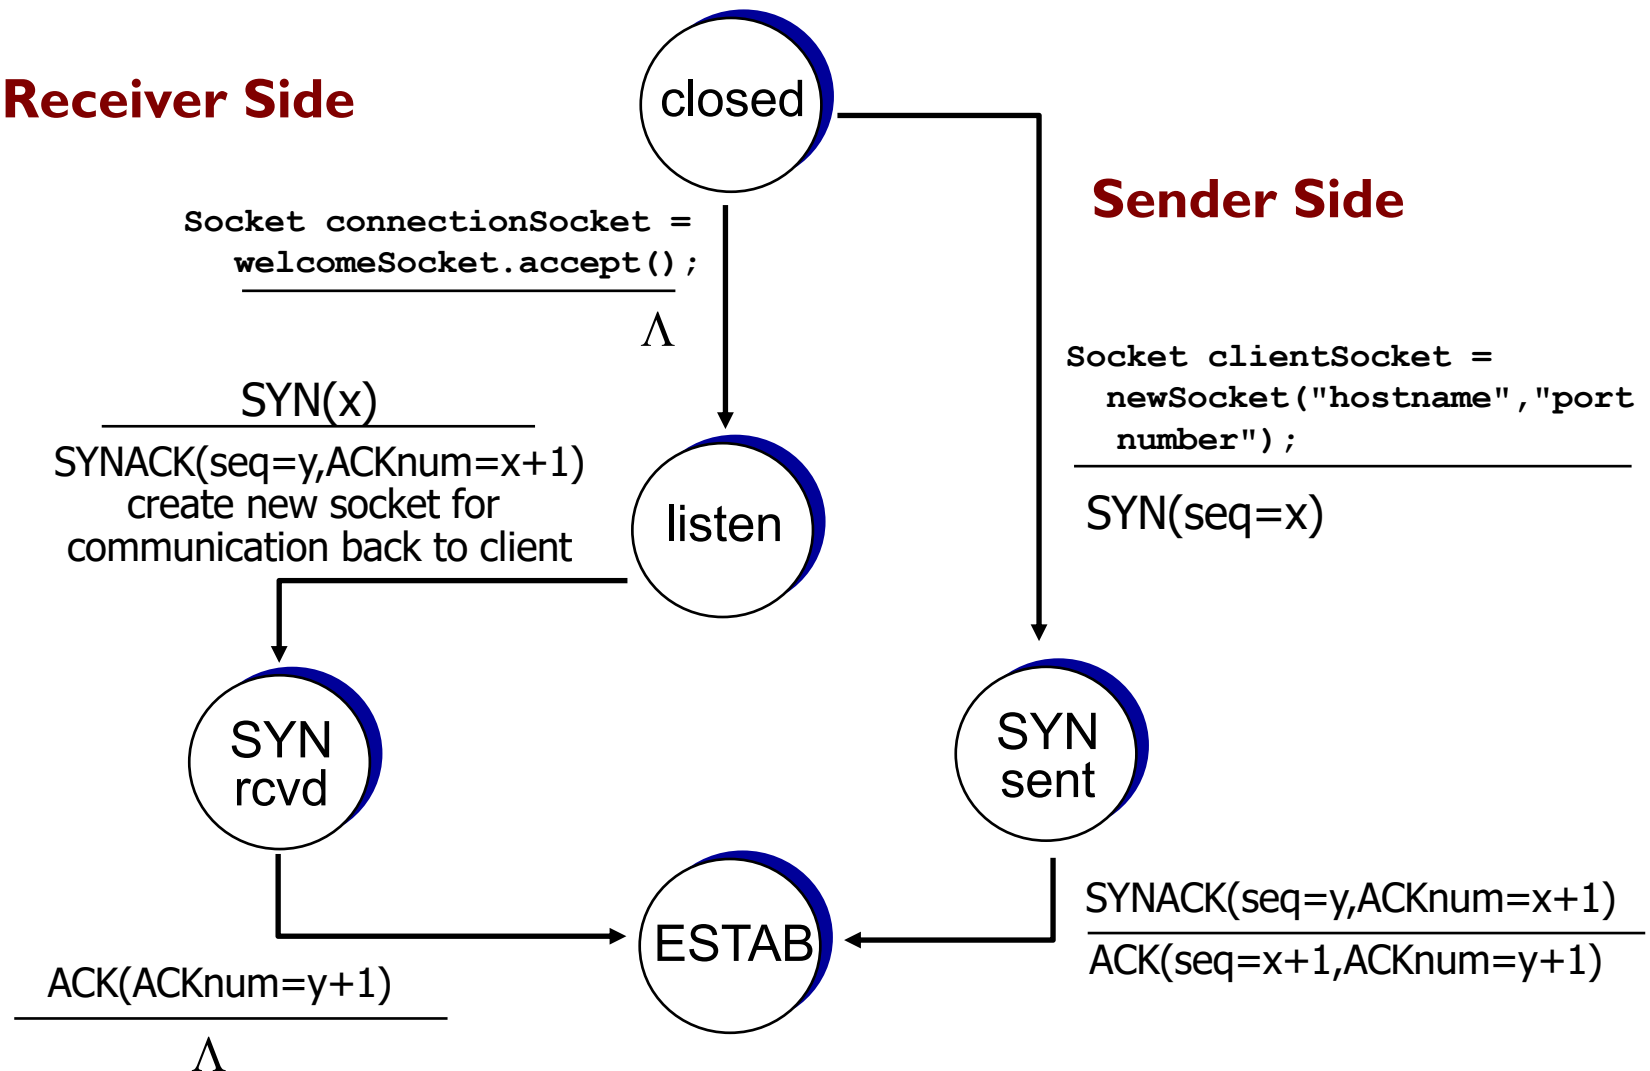 closed
Receiver Side
Sender Side
Socket connectionSocket =
welcomeSocket.accept();
Λ
Socket clientSocket =
newSocket("hostname","port
number");
SYN(seq=x)
SYN(x)
SYNACK(seq=y,ACKnum=x+1)
create new socket for
communication back to client
listen
SYN
rcvd
SYN
sent
ESTAB
SYNACK(seq=y,ACKnum=x+1)
ACK(seq=x+1,ACKnum=y+1)
ACK(ACKnum=y+1)
Λ